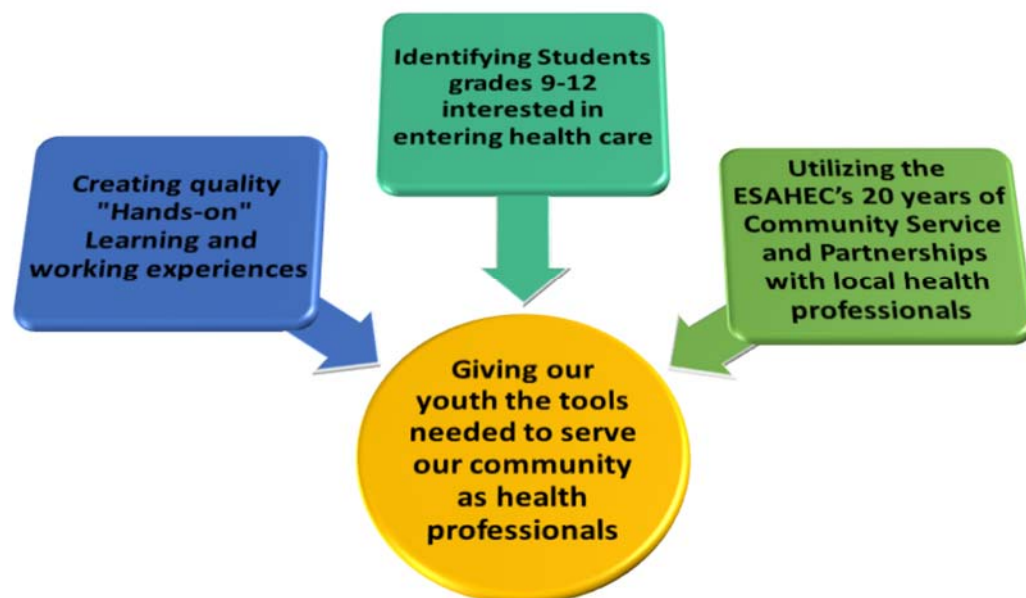 Creating quality
"Hands-on"
Learning and
working experiences
Identifying Students
grades 9-12
interested in
entering health care
Utilizing the
ESAHEC’s 20 years of
Community Service
and Partnerships
with local health
professionals
Giving our
youth the tools
needed to serve
our community
as health
professionals